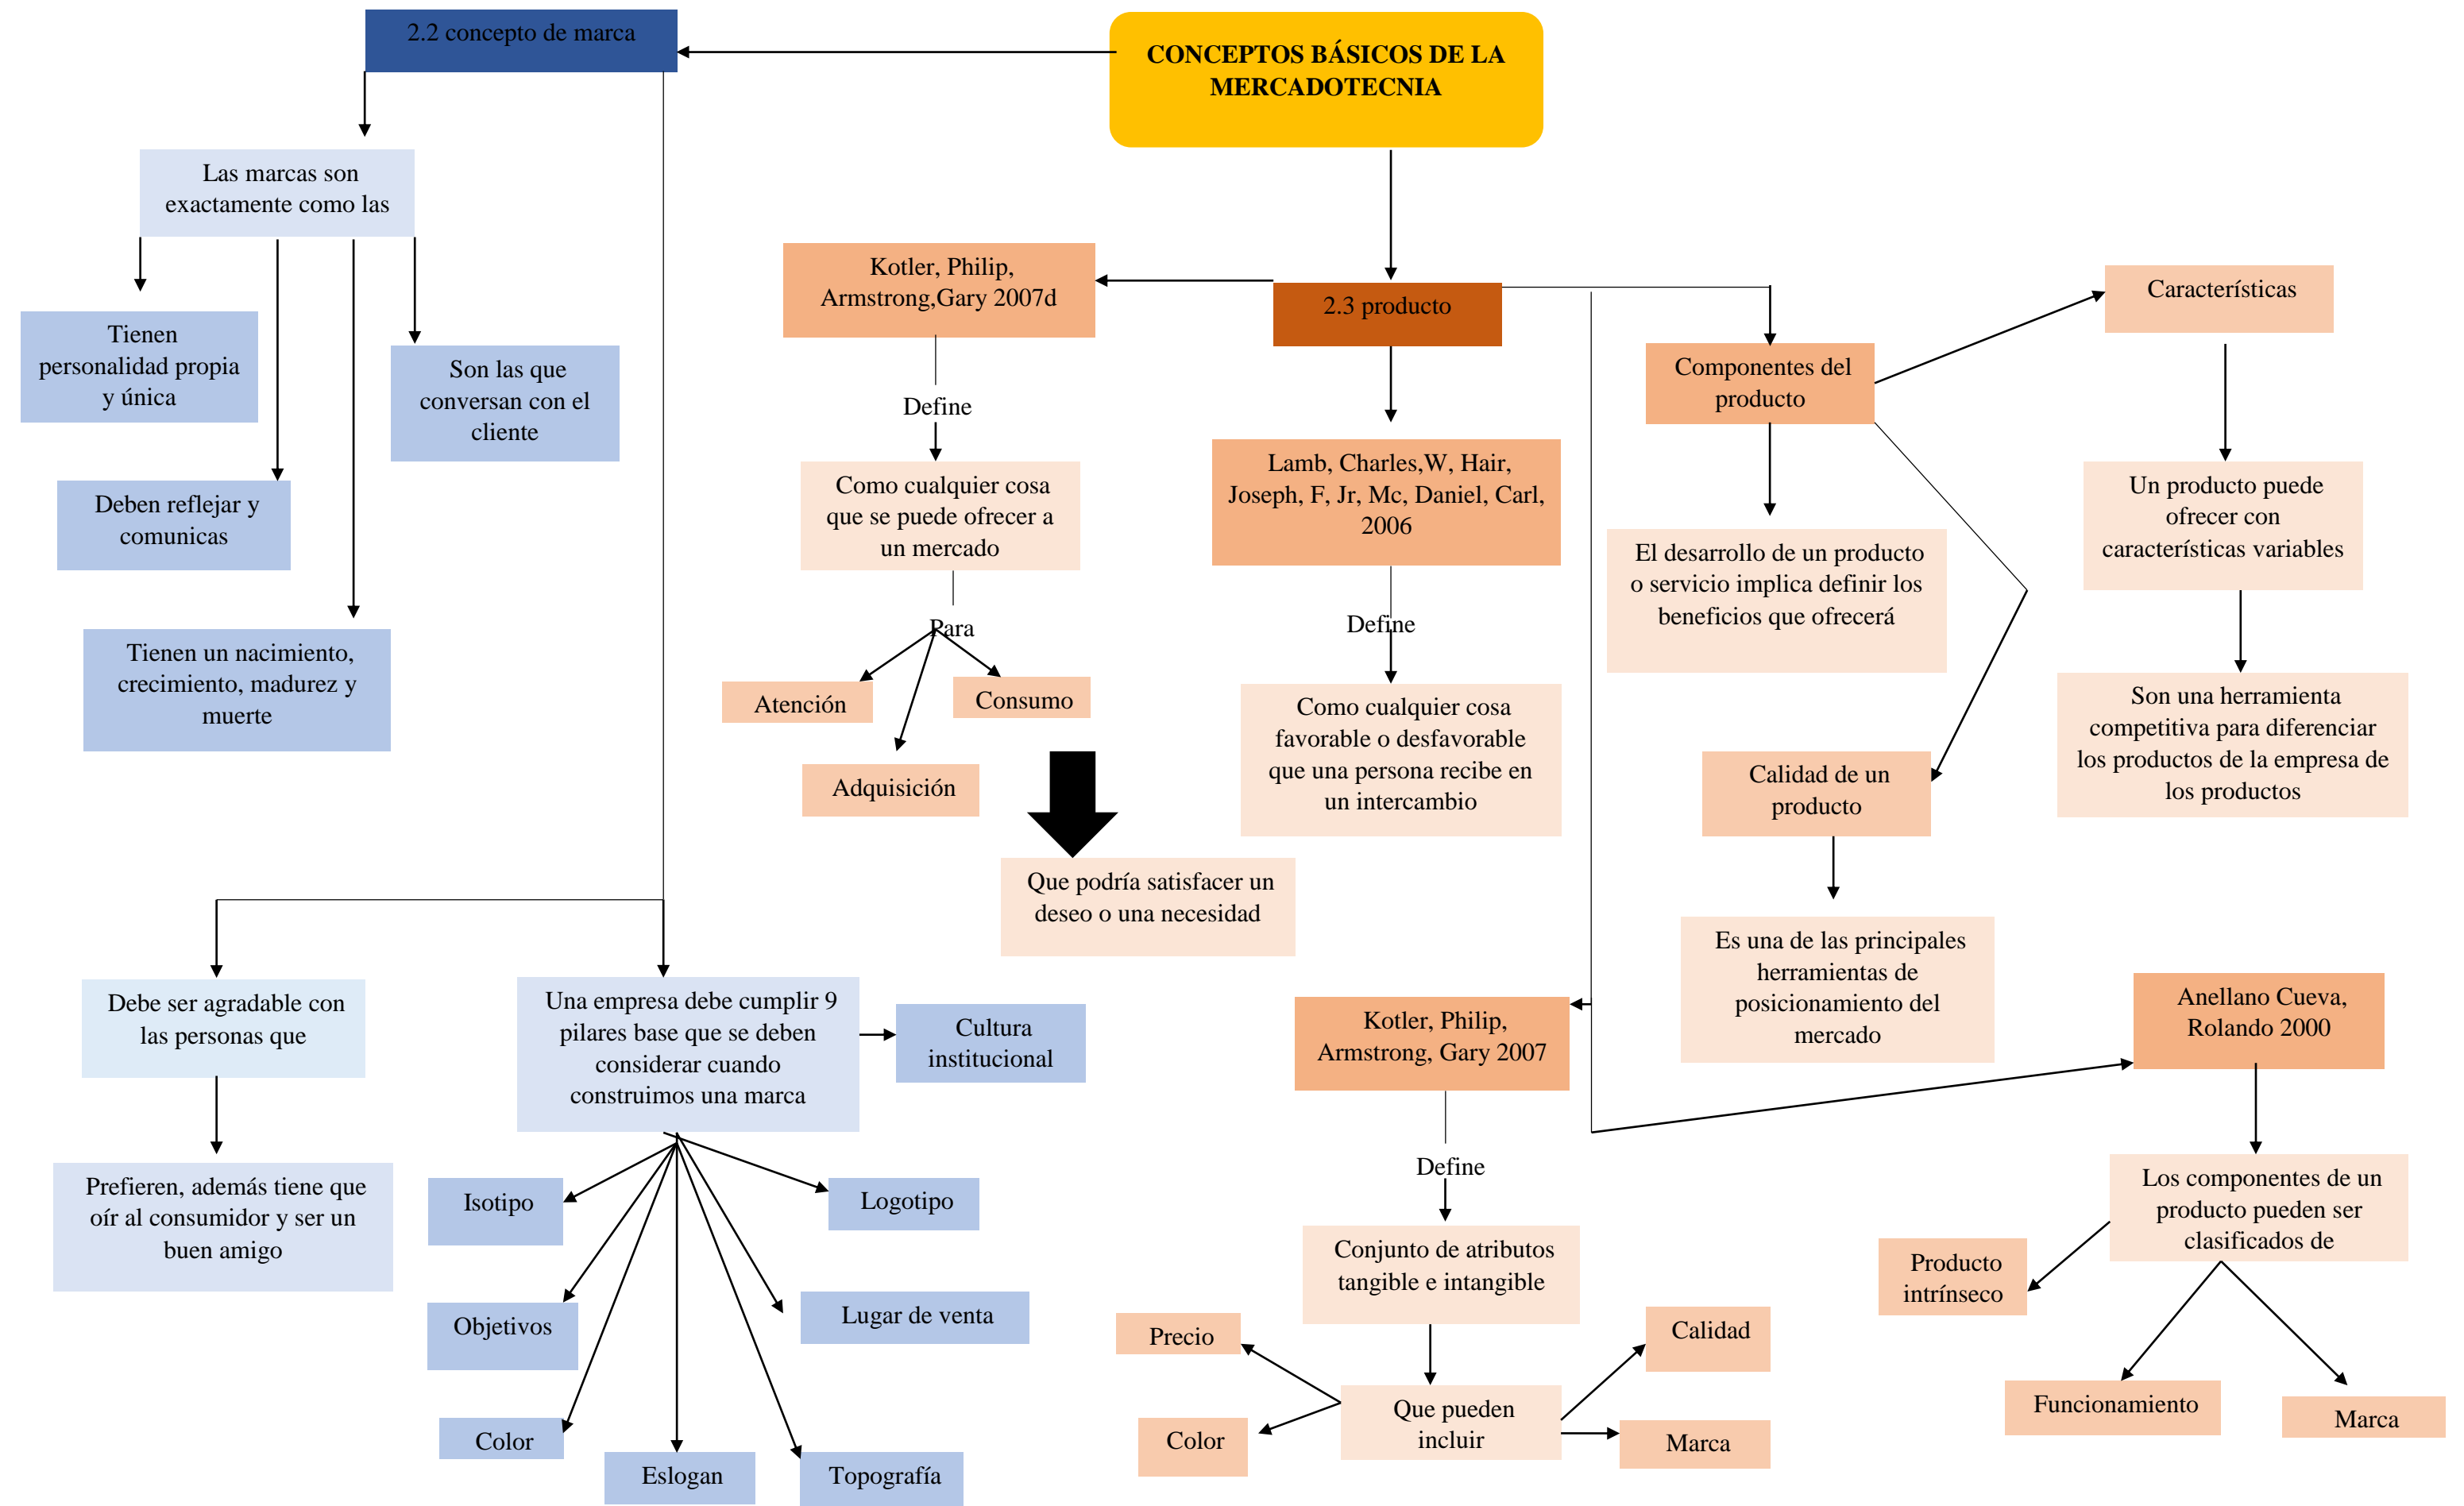 CONCEPTOS BÁSICOS DE LA
MERCADOTECNIA
2.2 concepto de marca
Las marcas son
exactamente como las
Tienen
personalidad propia
y única
Deben reflejar y
comunicas
Tienen un nacimiento,
crecimiento, madurez y
muerte
Son las que
conversan con el
cliente
Debe ser agradable con
las personas que
Prefieren, además tiene que
oír al consumidor y ser un
buen amigo
Una empresa debe cumplir 9
pilares base que se deben
considerar cuando
construimos una marca
Cultura
institucional
Isotipo
Logotipo
Objetivos
Lugar de venta
Color
Eslogan
Topografía
2.3 producto
Kotler, Philip,
Armstrong,Gary 2007d
Define
Como cualquier cosa
que se puede ofrecer a
un mercado
Para
Atención
Consumo
Adquisición
Que podría satisfacer un
deseo o una necesidad
Lamb, Charles,W, Hair,
Joseph, F, Jr, Mc, Daniel, Carl,
2006
Define
Como cualquier cosa
favorable o desfavorable
que una persona recibe en
un intercambio
Componentes del
producto
El desarrollo de un producto
o servicio implica definir los
beneficios que ofrecerá
Características
Un producto puede
ofrecer con
características variables
Son una herramienta
competitiva para diferenciar
los productos de la empresa de
los productos
Calidad de un
producto
Es una de las principales
herramientas de
posicionamiento del
mercado
Kotler, Philip,
Armstrong, Gary 2007
Define
Conjunto de atributos
tangible e intangible
Que pueden
incluir
Precio
Color
Calidad
Marca
Anellano Cueva,
Rolando 2000
Los componentes de un
producto pueden ser
clasificados de
Producto
intrínseco
Funcionamiento
Marca